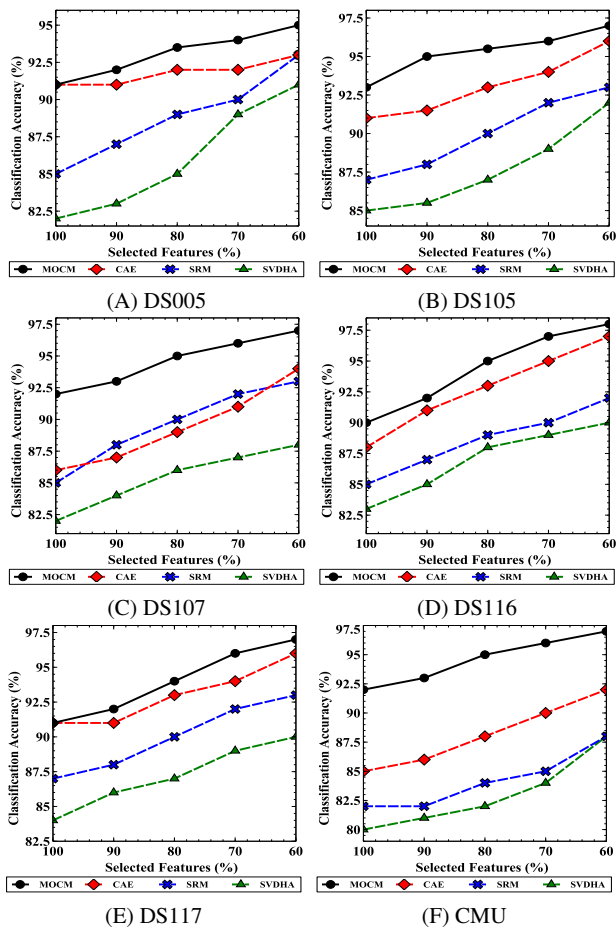 95
92.5
90
87.5
85
82.5
Classification Accuracy (%)
100 90 80 70 60
Selected Features (%)
MOCM CAE SRM SVDHA
(A) DS005
97.5
95
92.5
90
87.5
85
Classification Accuracy (%)
100 90 80 70 60
Selected Features (%)
MOCM CAE SRM SVDHA
(B) DS105
97.5
95
92.5
90
87.5
85
82.5
Classification Accuracy (%)
100 90 80 70 60
Selected Features (%)
MOCM CAE SRM SVDHA
(C) DS107
97.5
95
92.5
90
87.5
85
82.5
Classification Accuracy (%)
100 90 80 70 60
Selected Features (%)
MOCM CAE SRM SVDHA
(D) DS116
97.5
95
92.5
90
87.5
85
82.5
Classification Accuracy (%)
100 90 80 70 60
Selected Features (%)
MOCM CAE SRM SVDHA
(E) DS117
97.5
95
92.5
90
87.5
85
82.5
80
Classification Accuracy (%)
100 90 80 70 60
Selected Features (%)
MOCM CAE SRM SVDHA
(F) CMU